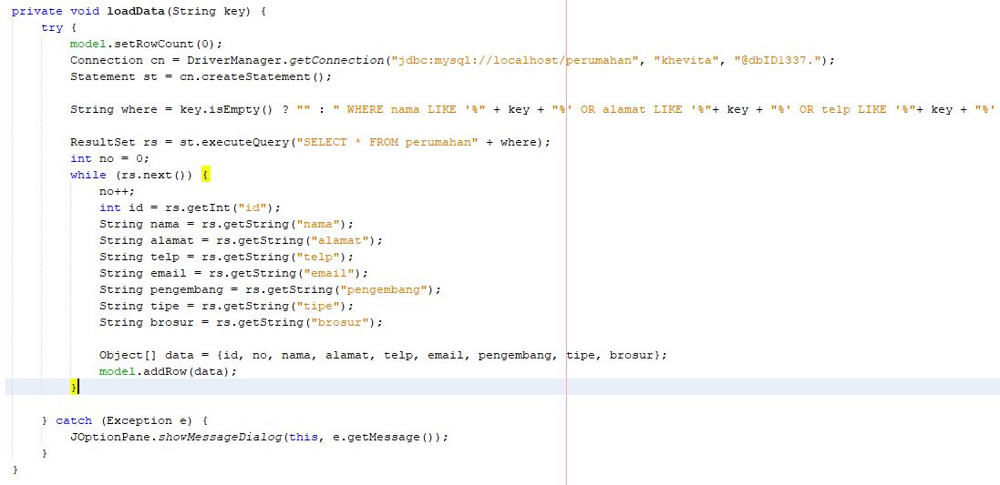 private void loadData(String key) {
try {
model.setRowCount(0);
Connection cn = DriverManager.getConnection("jdbc:mysql://localhost/perumahan", "khevita", "@dbID1337.");
Statement st = cn.createStatement();
String where = key.isEmpty() ? "" : " WHERE nama LIKE '%" + key + "%' OR alamat LIKE '%"+ key + "%' OR telp LIKE '%"+ key + "%'
ResultSet rs = st.executeQuery("SELECT * FROM perumahan" + where);
int no = 0;
while (rs.next()) {
no++;
int id = rs.getInt("id");
String nama = rs.getString("nama");
String alamat = rs.getString("alamat");
String telp = rs.getString("telp");
String email = rs.getString("email");
String pengembang = rs.getString("pengembang");
String tipe = rs.getString("tipe");
String brosur = rs.getString("brosur");
Object[] data = {id, no, nama, alamat, telp, email, pengembang, tipe, brosur};
model.addRow(data);
}
} catch (Exception e) {
JOptionPane.showMessageDialog(this, e.getMessage());
}
}